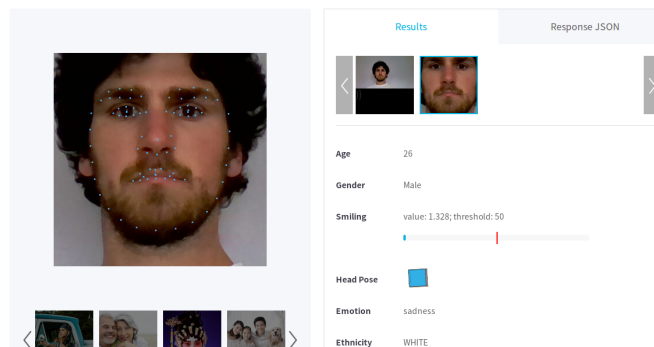 Results
Response JSON
Age 26
Gender Male
Smiling value: 1.328; threshold: 50
Head Pose
Emotion sadness
Ethnicity WHITE